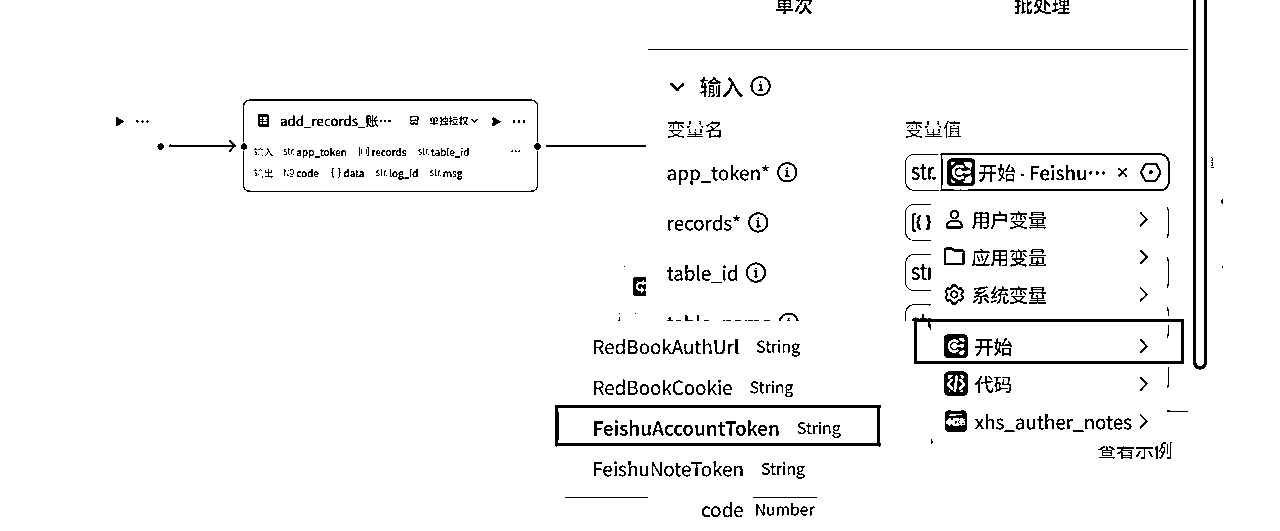 单次 批处理
输入
变量名 变量值
add_records_账… 单独授权
输入 str.app_token records str.table_id
输出 code { } data str.log_id str.msg
app_token* str. 开始 - Feishu… ×
records* [{}
用户变量
应用变量
table_id
系统变量
RedBookAuthUrl String
开始
RedBookCookie String
代码
FeishuAccountToken String
xhs_auther_notes
查看示例
FeishuNoteToken String
code Number